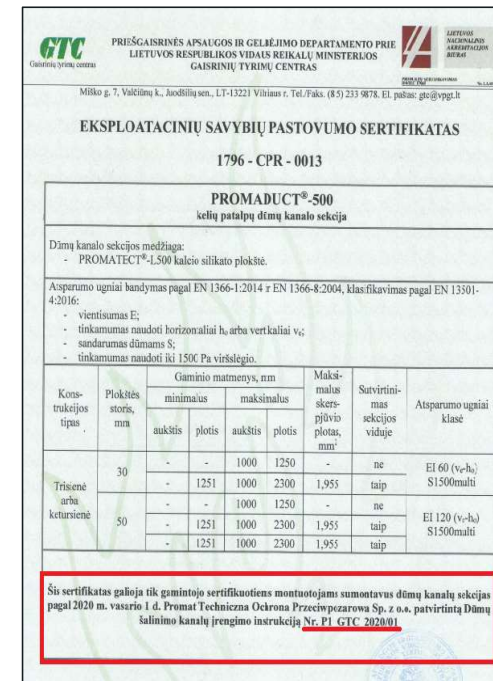 GTC
Gaisrinių tyrimų centras
PRIEŠGAISRINĖS APSAUGOS IR GELBĖJIMO DEPARTAMENTO PRIE
LIETUVOS RESPUBLIKOS VIDAUS REIKALŲ MINISTERIJOS
GAISRINIŲ TYRIMŲ CENTRAS
LIETUVOS
NACIONALINIS
AKREDITACIJOS
BIURAS
Miško g. 7, Valčiūnų k., Juodšilių sen., LT-13221 Vilniaus r. Tel./Faks. (8 5) 233 9878. El. paštas: gtc@vpgt.lt
EKSPLOATACINIŲ SAVYBIŲ PASTOVUMO SERTIFIKATAS
1796 - CPR - 0013
PROMADUCT®-500
kelių patalpų dūmų kanalo sekcija
Dūmų kanalo sekcijos medžiaga:
- PROMATECT®-L500 kalcio silikato plokštė.
Atsparumo ugniai bandymas pagal EN 1366-1:2014 ir EN 1366-8:2004, klasifikavimas pagal EN 13501-
4:2016:
- vientisumas E;
- tinkamumas naudoti horizontaliai ho arba vertikaliai ve;
- sandarumas dūmams S;
- tinkamumas naudoti iki 1500 Pa viršslėgio.
Kons-
trukcijos
tipas
Plokštės
storis,
mm
Gaminio matmenys, mm
minimalus maksimalus
aukštis plotis aukštis plotis
Maksi-
malus
skers-
pjūvio
plotas,
mm²
Sutvirtini-
mas
sekcijos
viduje
Atsparumo ugniai
klasė
Trisienė
arba
ketursienė
30
- - 1000 1250 - ne
- 1251 1000 2300 1,955 taip
EI 60 (ve-ho)
S1500multi
50
- - 1000 1250 - ne
- 1251 1000 2300 1,955 taip
- 1251 1000 2300 1,955 taip
EI 120 (ve-ho)
S1500multi
Šis sertifikatas galioja tik gamintojo sertifikuotiems montuotojams sumontavus dūmų kanalų sekcijas
pagal 2020 m. vasario 1 d. Promat Techniczna Ochrona Przeciwpożarowa Sp. z o.o. patvirtintą Dūmų
šalinimo kanalų įrengimo instrukciją Nr. P1 GTC 2020/01